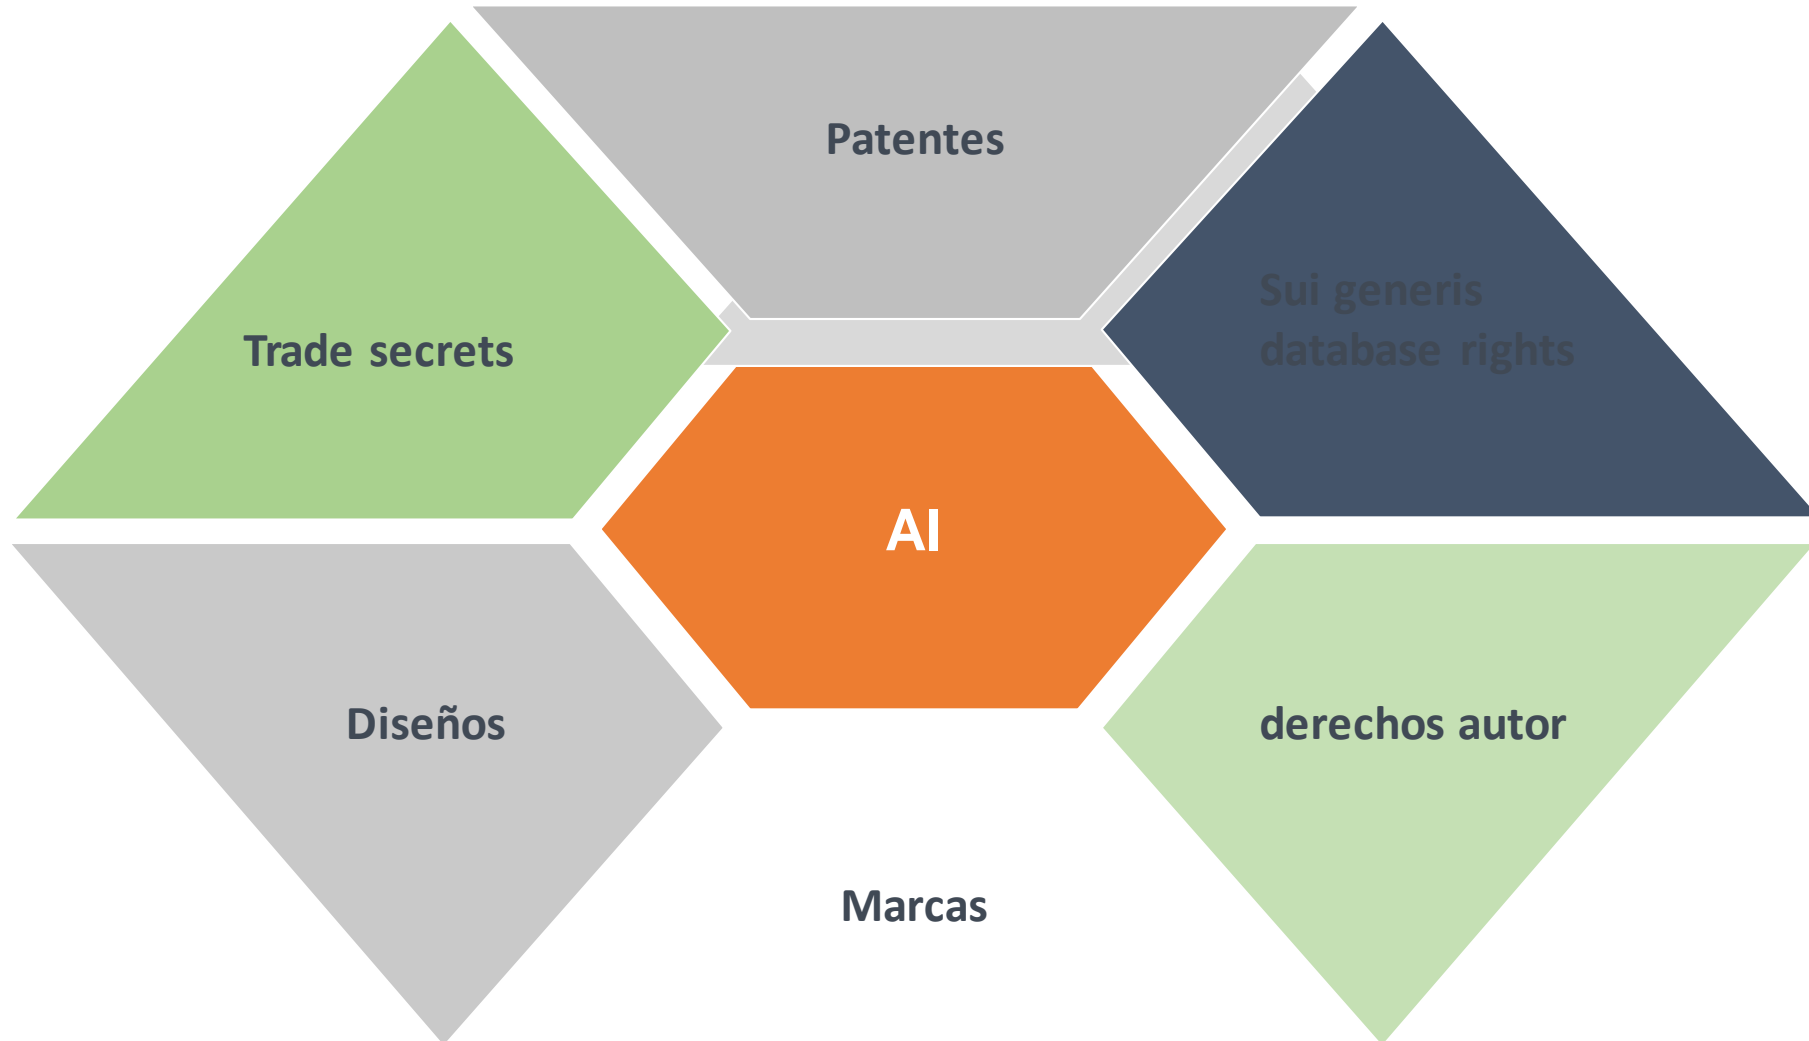 Patentes
Sui generis
database rights
Trade secrets
AI
Diseños
derechos autor
Marcas